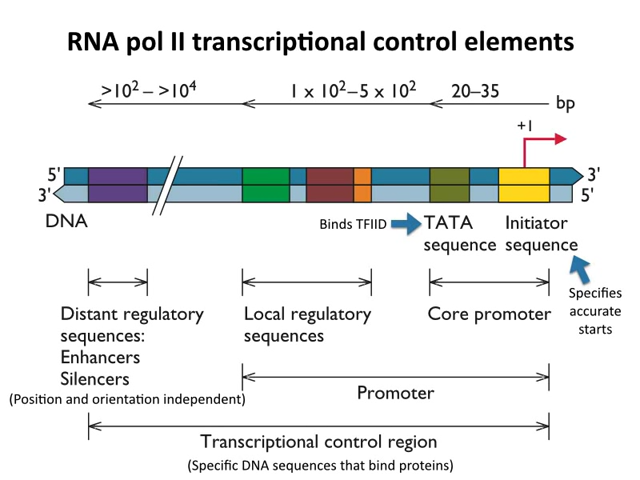 RNA pol II transcriptional control elements
>10² – >10⁴
1 x 10²–5 x 10²
20–35
bp
+1
5'
3'
3'
5'
DNA
Binds TFIID
TATA
sequence
Initiator
sequence
Specifies
accurate
starts
Distant regulatory
sequences:
Enhancers
Silencers
(Position and orientation independent)
Local regulatory
sequences
Core promoter
Promoter
Transcriptional control region
(Specific DNA sequences that bind proteins)